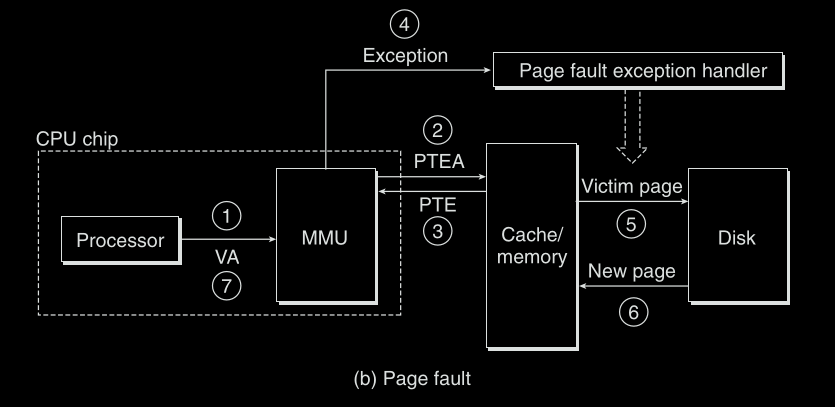 ④
Exception
Page fault exception handler
CPU chip
②
PTEA
Victim page
①
Processor
MMU
PTE
③
Cache/
memory
⑤
Disk
VA
⑦
New page
⑥
(b) Page fault